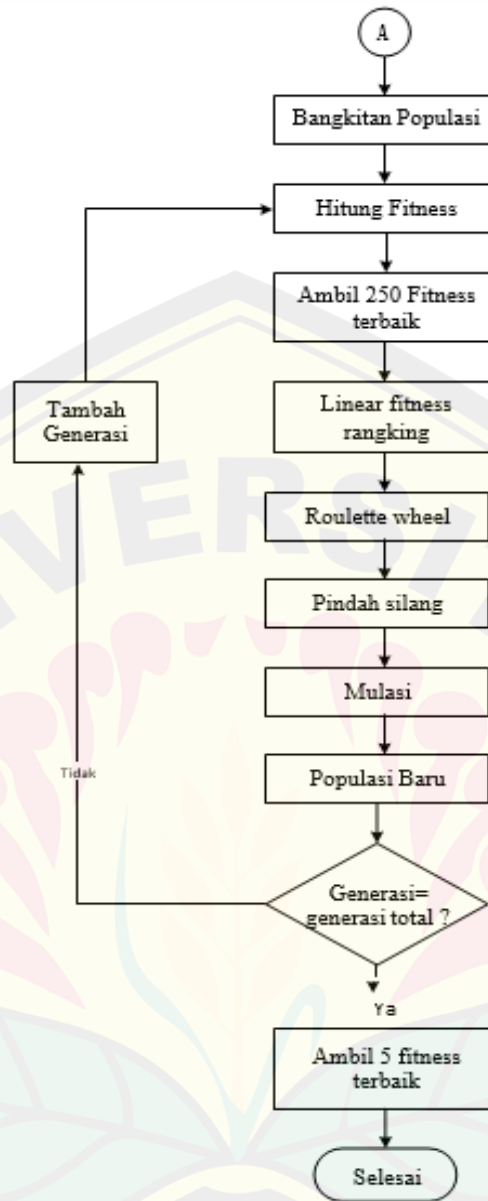 A
Bangkitan Populasi
Hitung Fitness
Ambil 250 Fitness
terbaik
Tambah
Generasi
Linear fitness
rangking
Roulette wheel
Pindah silang
Mulasi
Populasi Baru
Tidak
Generasi=
generasi total ?
Ya
Ambil 5 fitness
terbaik
Selesai